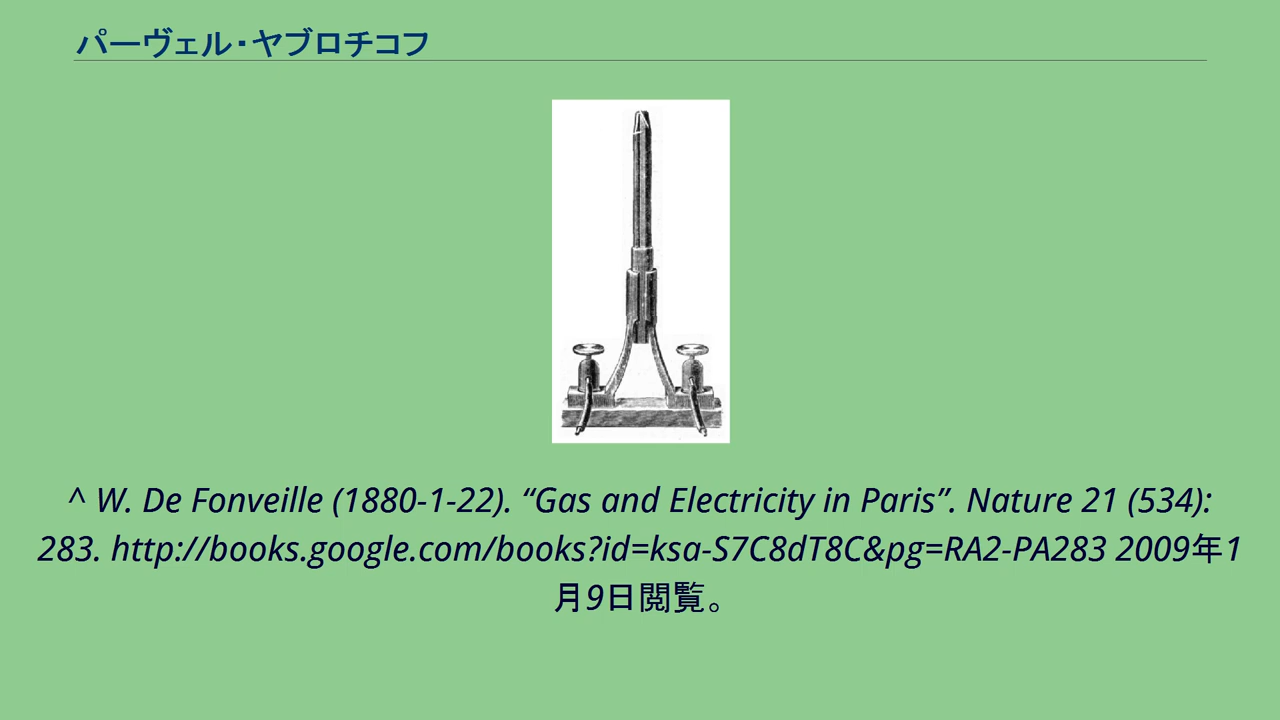 パーヴェル・ヤブロチコフ
^ W. De Fonveille (1880-1-22). “Gas and Electricity in Paris”. Nature 21 (534):
283. http://books.google.com/books?id=ksa-S7C8dT8C&pg=RA2-PA283 2009年1
月9日閲覧。